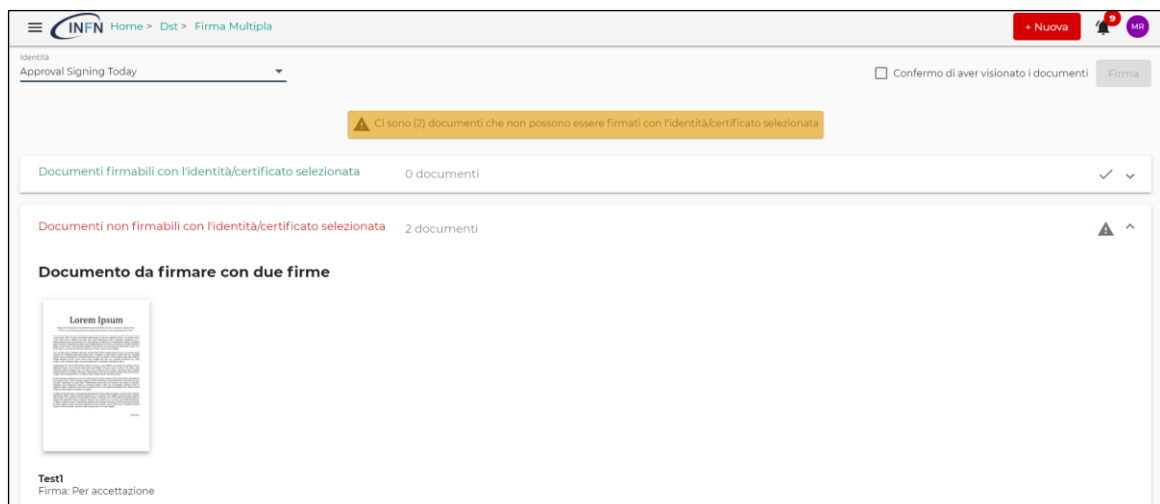 INFN Home > Dst > Firma Multipla
+ Nuova
9
MR
Identità
Approval Signing Today
Confermo di aver visionato i documenti
Firma
Ci sono (2) documenti che non possono essere firmati con l'identità/certificato selezionata
Documenti firmabili con l'identità/certificato selezionata 0 documenti
Documenti non firmabili con l'identità/certificato selezionata 2 documenti
Documento da firmare con due firme
Lorem Ipsum
Test1
Firma: Per accettazione